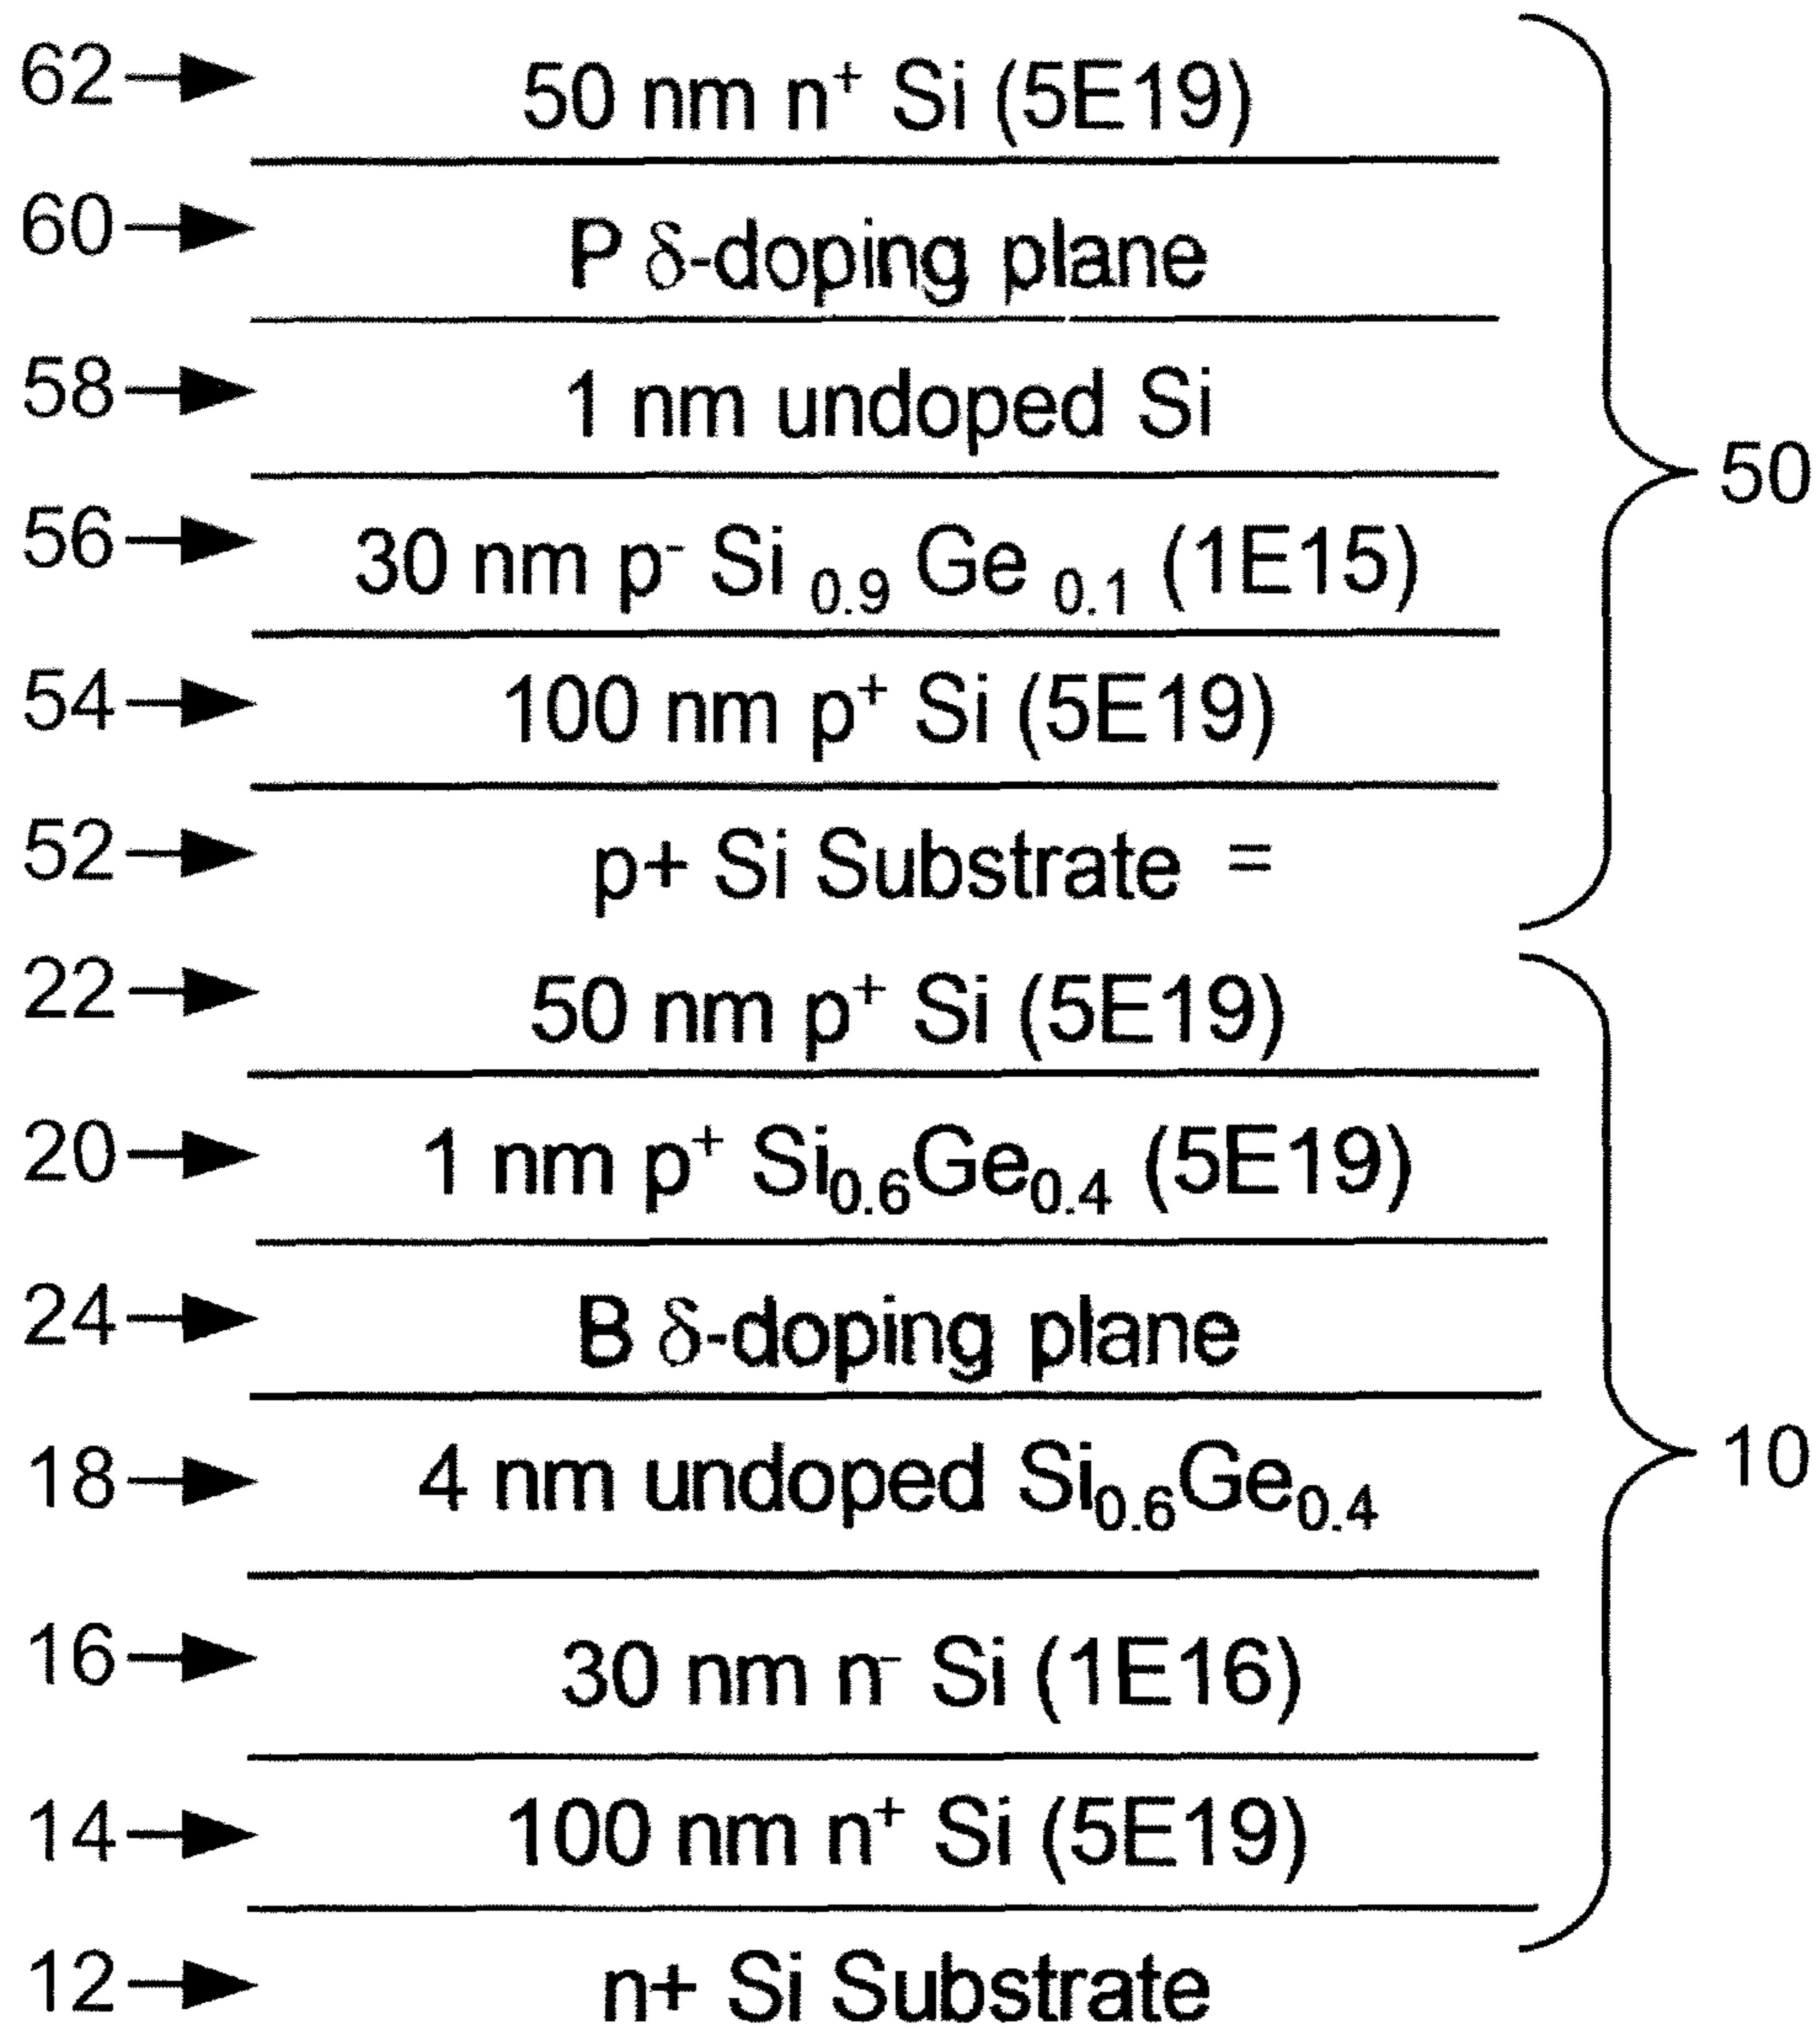 62 50 nm n⁺ Si (5E19)
60 P δ-doping plane
58 1 nm undoped Si
50
56 30 nm p⁻ Si 0.9 Ge 0.1 (1E15)
54 100 nm p⁺ Si (5E19)
52 p+ Si Substrate =
22 50 nm p⁺ Si (5E19)
20 1 nm p⁺ Si₀.₆Ge₀.₄ (5E19)
24 B δ-doping plane
10
18 4 nm undoped Si₀.₆Ge₀.₄
16 30 nm n⁻ Si (1E16)
14 100 nm n⁺ Si (5E19)
12 n+ Si Substrate